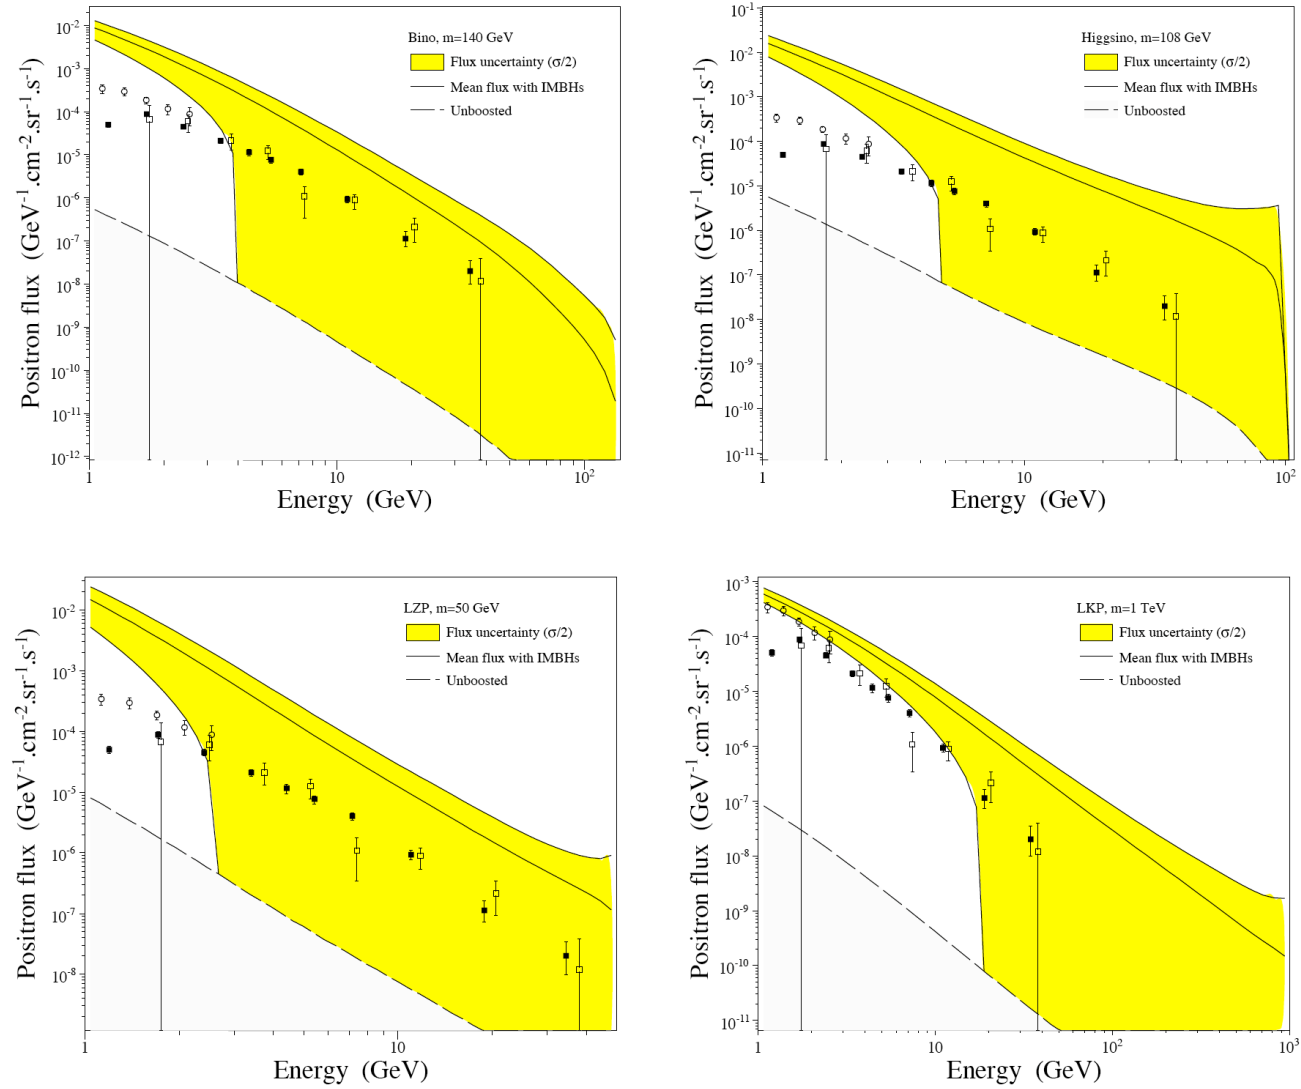 Bino, m=140 GeV
Flux uncertainty (σ/2)
Mean flux with IMBHs
Unboosted
Positron flux (GeV-1.cm-2.sr-1.s-1)
10-2
10-3
10-4
10-5
10-6
10-7
10-8
10-9
10-10
10-11
10-12
1 10 102
Energy (GeV)
Higgsino, m=108 GeV
Flux uncertainty (σ/2)
Mean flux with IMBHs
Unboosted
Positron flux (GeV-1.cm-2.sr-1.s-1)
10-1
10-2
10-3
10-4
10-5
10-6
10-7
10-8
10-9
10-10
10-11
1 10 102
Energy (GeV)
LZP, m=50 GeV
Flux uncertainty (σ/2)
Mean flux with IMBHs
Unboosted
Positron flux (GeV-1.cm-2.sr-1.s-1)
10-2
10-3
10-4
10-5
10-6
10-7
10-8
1 10
Energy (GeV)
LKP, m=1 TeV
Flux uncertainty (σ/2)
Mean flux with IMBHs
Unboosted
Positron flux (GeV-1.cm-2.sr-1.s-1)
10-3
10-4
10-5
10-6
10-7
10-8
10-9
10-10
10-11
1 10 102 103
Energy (GeV)